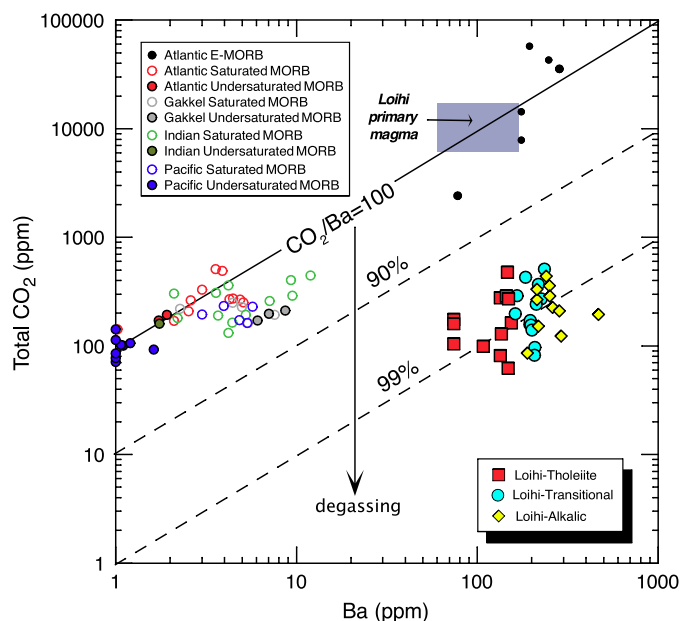 100000
10000
1000
100
10
1
Total CO2 (ppm)
Atlantic E-MORB
Atlantic Saturated MORB
Atlantic Undersaturated MORB
Gakkel Saturated MORB
Gakkel Undersaturated MORB
Indian Saturated MORB
Indian Undersaturated MORB
Pacific Saturated MORB
Pacific Undersaturated MORB
Loihi
primary
magma
CO2/Ba=100
90%
99%
degassing
Loihi-Tholeiite
Loihi-Transitional
Loihi-Alkalic
1
10
100
1000
Ba (ppm)